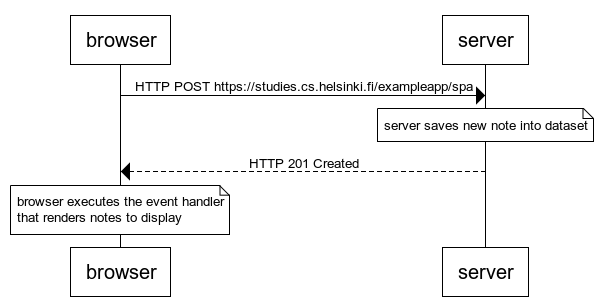 browser
server
HTTP POST https://studies.cs.helsinki.fi/exampleapp/spa
server saves new note into dataset
HTTP 201 Created
browser executes the event handler
that renders notes to display
browser
server